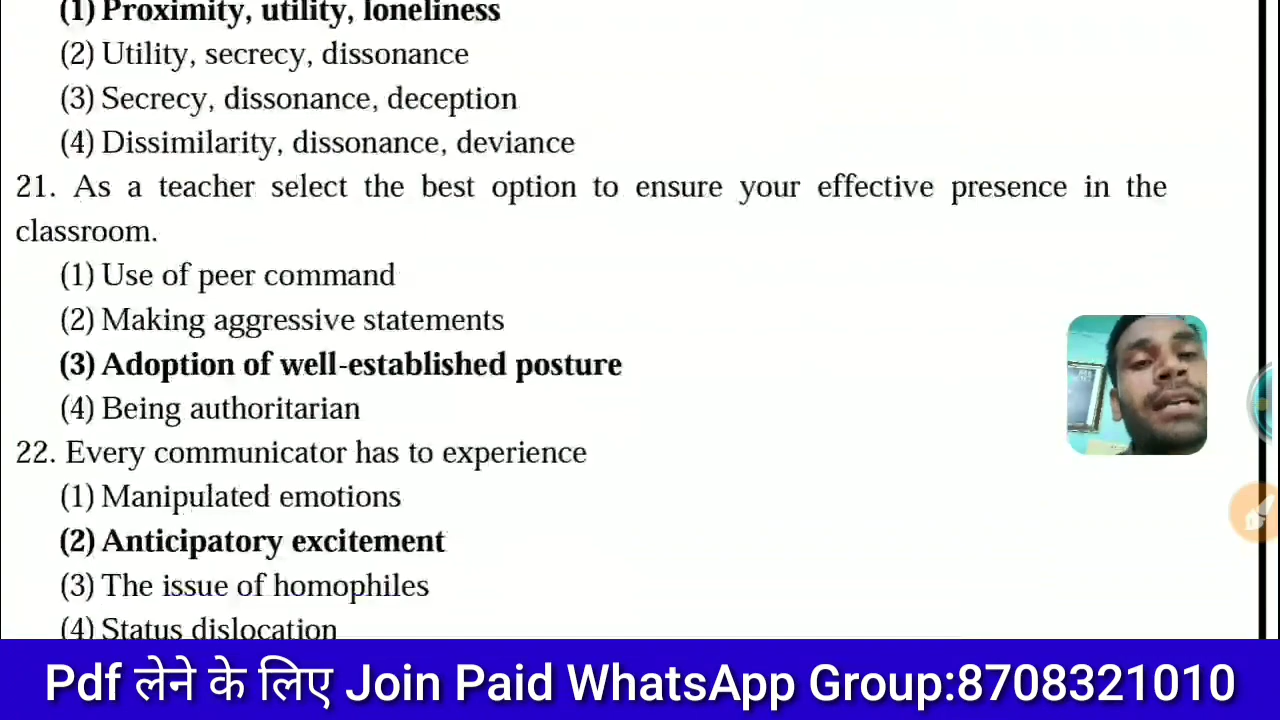 (1) Proximity, utility, loneliness
(2) Utility, secrecy, dissonance
(3) Secrecy, dissonance, deception
(4) Dissimilarity, dissonance, deviance
21. As a teacher select the best option to ensure your effective presence in the
classroom.
(1) Use of peer command
(2) Making aggressive statements
(3) Adoption of well-established posture
(4) Being authoritarian
22. Every communicator has to experience
(1) Manipulated emotions
(2) Anticipatory excitement
(3) The issue of homophiles
(4) Status dislocation
Pdf लेने के लिए Join Paid WhatsApp Group:8708321010